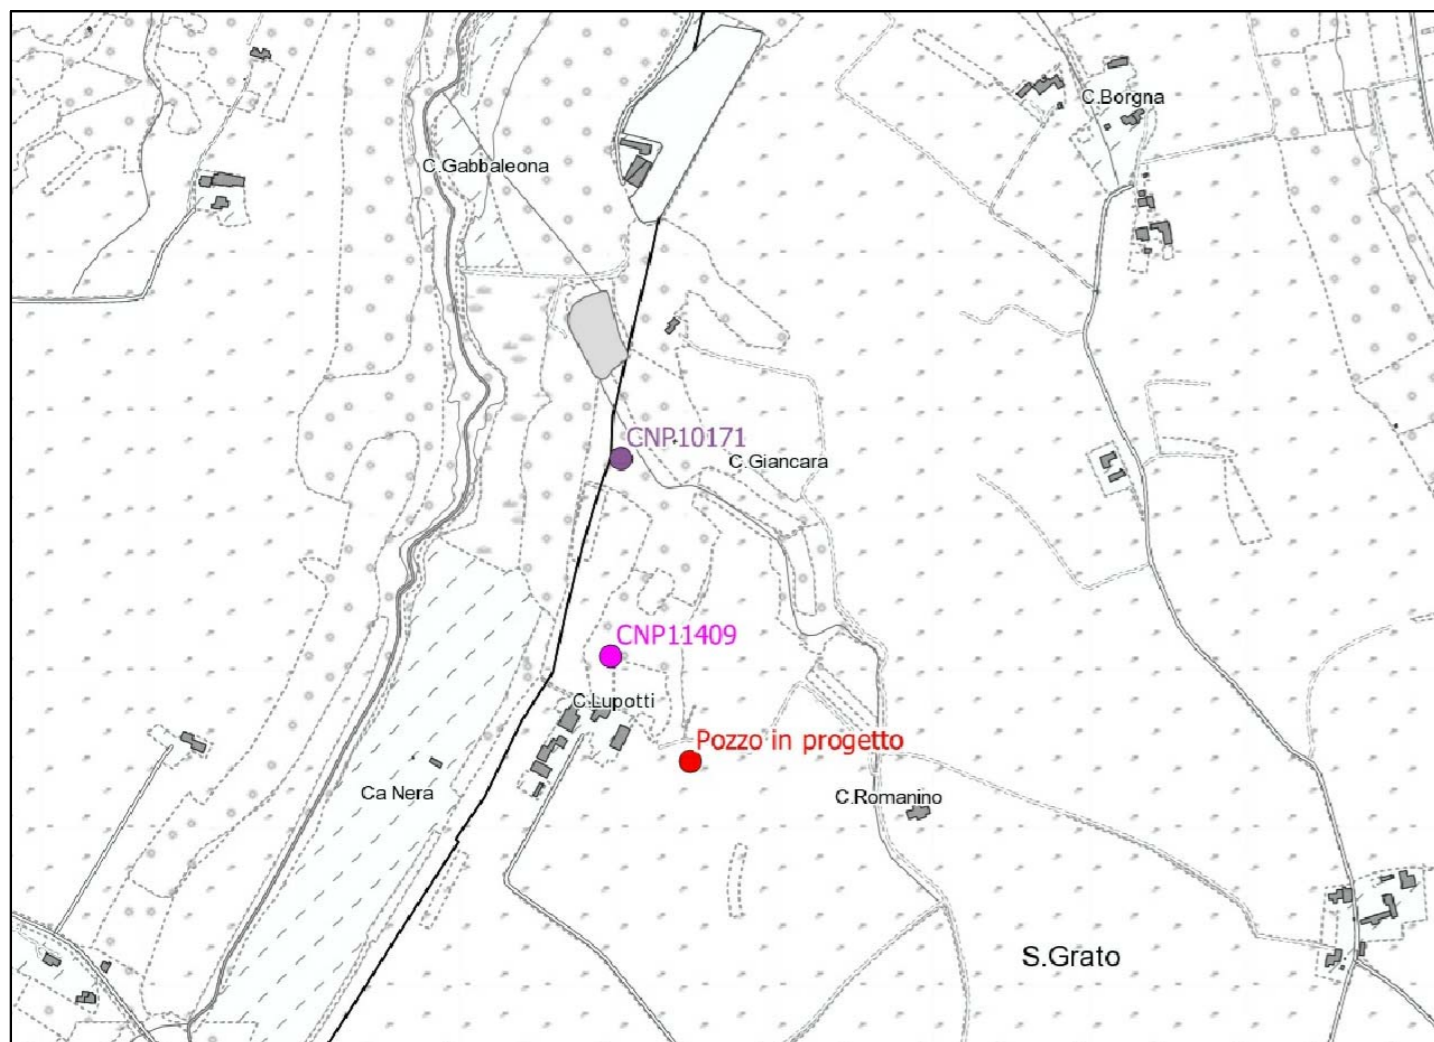 C.Borgna
C.Gabbaleona
CNP10171
C.Giancara
CNP11409
C.Lupotti
Pozzo in progetto
Ca Nera
C.Romanino
S.Grato